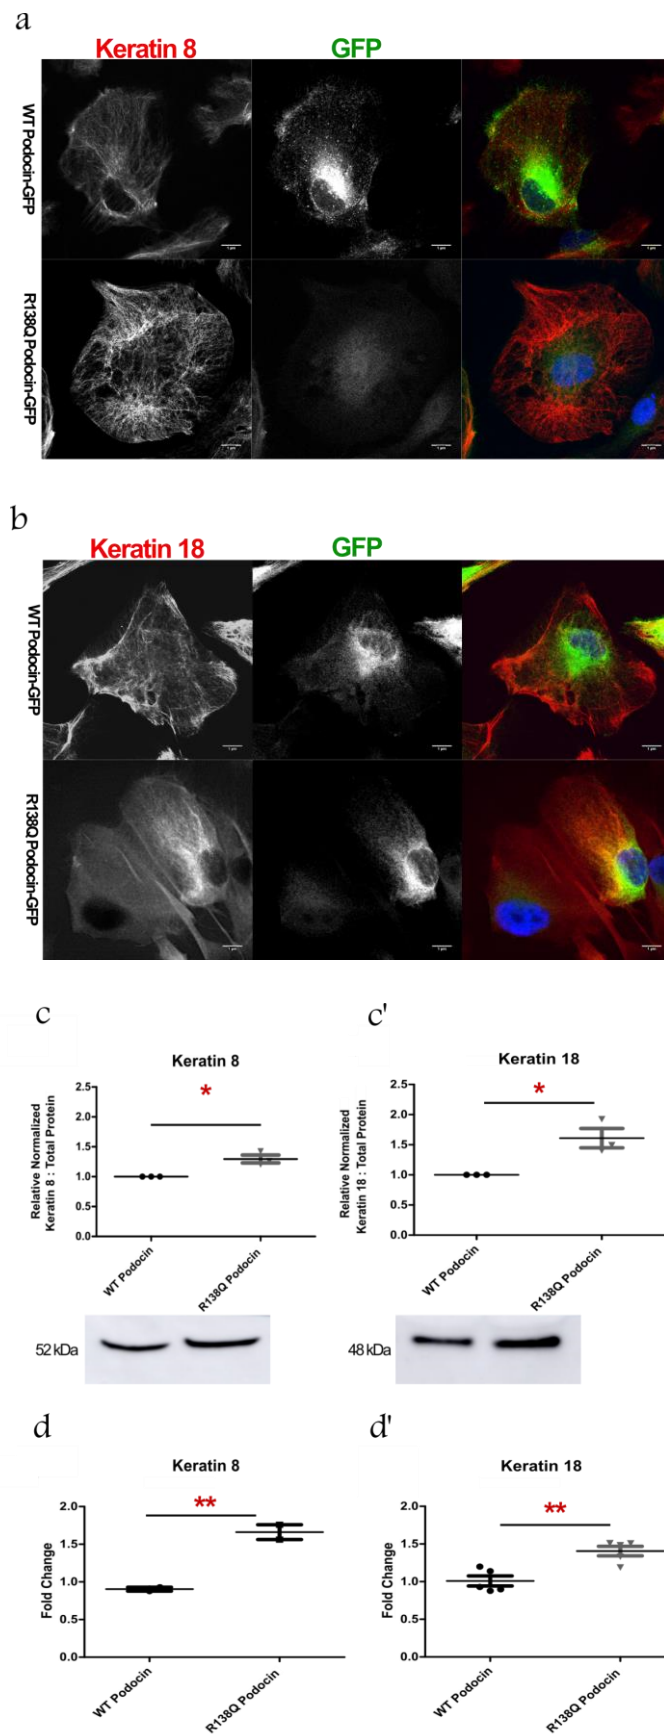 a
Keratin 8 GFP
WT Podocin-GFP
R138Q Podocin-GFP
b
Keratin 18 GFP
WT Podocin-GFP
R138Q Podocin-GFP
c
Keratin 8
Relative Normalized
Keratin 8 : Total Protein
2.5
2.0
1.5
1.0
0.5
0.0
*
WT Podocin
R138Q Podocin
52 kDa
c'
Keratin 18
Relative Normalized
Keratin 18 : Total Protein
2.5
2.0
1.5
1.0
0.5
0.0
*
WT Podocin
R138Q Podocin
48 kDa
d
Keratin 8
Fold Change
2.0
1.5
1.0
0.5
0.0
**
WT Podocin
R138Q Podocin
d'
Keratin 18
Fold Change
2.0
1.5
1.0
0.5
0.0
**
WT Podocin
R138Q Podocin